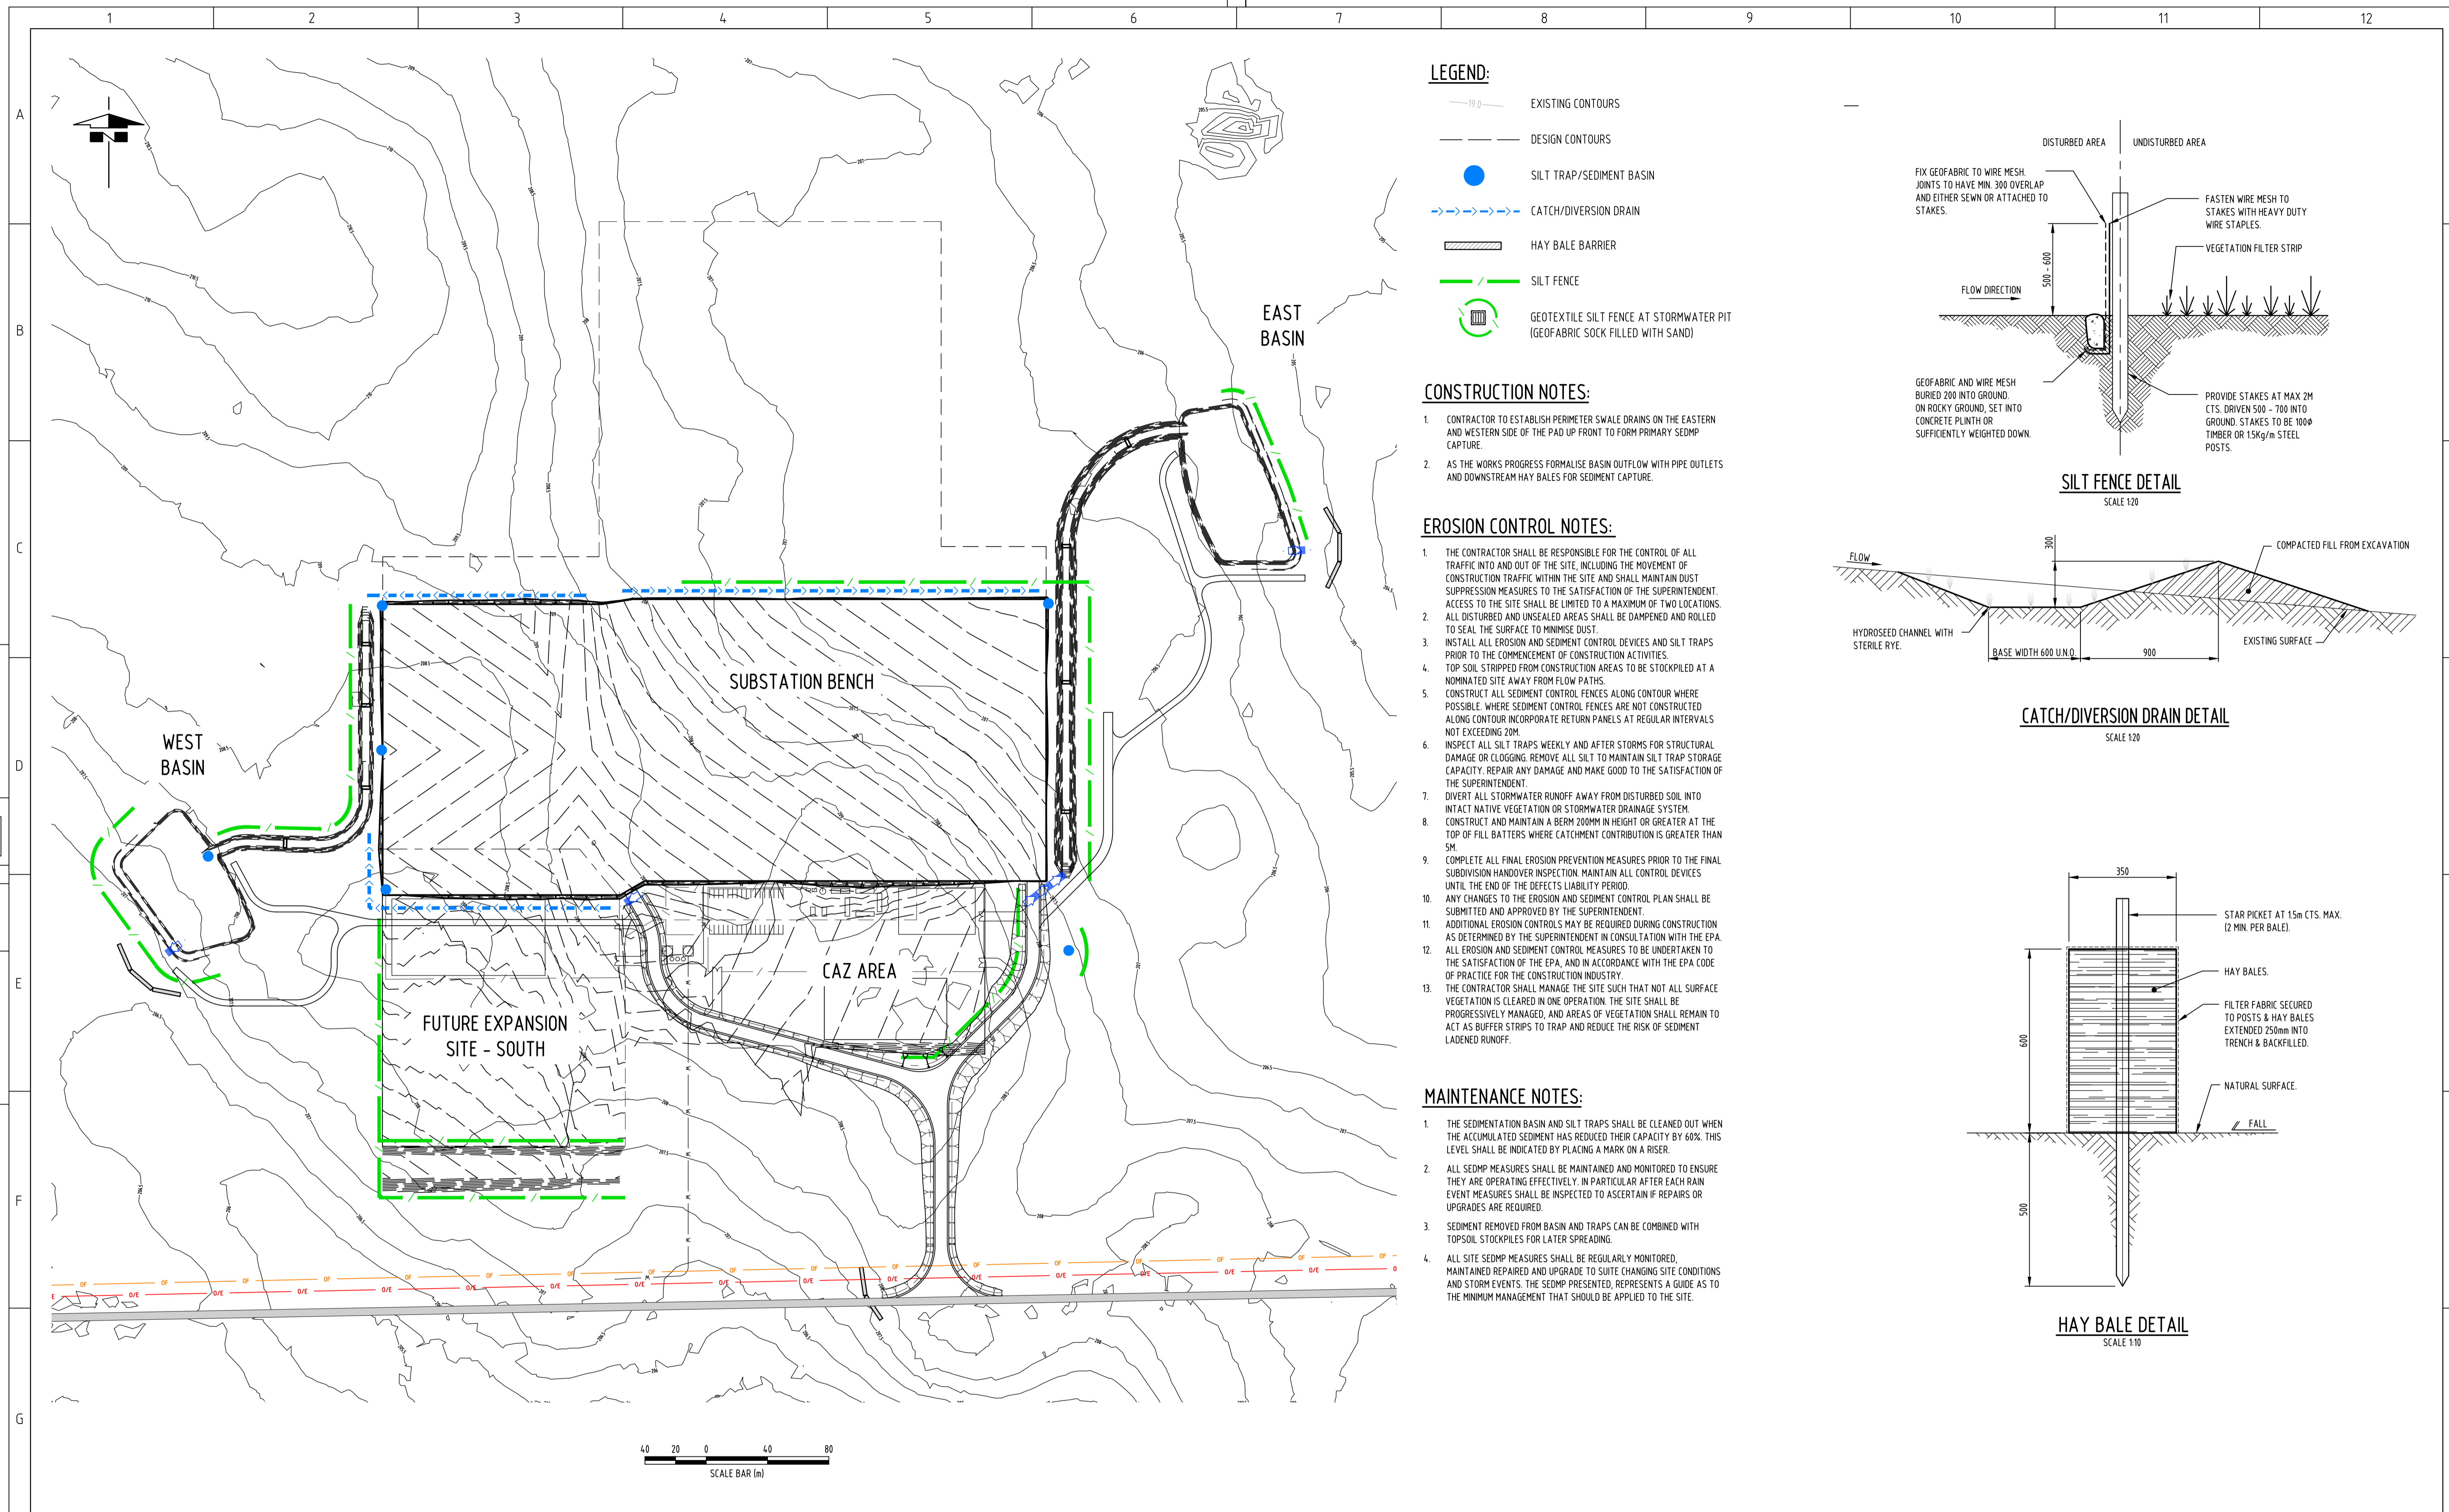 1 2 3 4 5 6 7 8 9 10 11 12
A
B
C
D
E
F
G
N
EAST
BASIN
SUBSTATION BENCH
WEST
BASIN
CAZ AREA
FUTURE EXPANSION
SITE - SOUTH
40 20 0 40 80
SCALE BAR (m)
LEGEND:
19.0
EXISTING CONTOURS
DESIGN CONTOURS
SILT TRAP/SEDIMENT BASIN
CATCH/DIVERSION DRAIN
HAY BALE BARRIER
SILT FENCE
GEOTEXTILE SILT FENCE AT STORMWATER PIT
(GEOFABRIC SOCK FILLED WITH SAND)
CONSTRUCTION NOTES:
1. CONTRACTOR TO ESTABLISH PERIMETER SWALE DRAINS ON THE EASTERN
AND WESTERN SIDE OF THE PAD UP FRONT TO FORM PRIMARY SEDMP
CAPTURE.
2. AS THE WORKS PROGRESS FORMALISE BASIN OUTFLOW WITH PIPE OUTLETS
AND DOWNSTREAM HAY BALES FOR SEDIMENT CAPTURE.
EROSION CONTROL NOTES:
1. THE CONTRACTOR SHALL BE RESPONSIBLE FOR THE CONTROL OF ALL
TRAFFIC INTO AND OUT OF THE SITE, INCLUDING THE MOVEMENT OF
CONSTRUCTION TRAFFIC WITHIN THE SITE AND SHALL MAINTAIN DUST
SUPPRESSION MEASURES TO THE SATISFACTION OF THE SUPERINTENDENT.
ACCESS TO THE SITE SHALL BE LIMITED TO A MAXIMUM OF TWO LOCATIONS.
2. ALL DISTURBED AND UNSEALED AREAS SHALL BE DAMPENED AND ROLLED
TO SEAL THE SURFACE TO MINIMISE DUST.
3. INSTALL ALL EROSION AND SEDIMENT CONTROL DEVICES AND SILT TRAPS
PRIOR TO THE COMMENCEMENT OF CONSTRUCTION ACTIVITIES.
4. TOP SOIL STRIPPED FROM CONSTRUCTION AREAS TO BE STOCKPILED AT A
NOMINATED SITE AWAY FROM FLOW PATHS.
5. CONSTRUCT ALL SEDIMENT CONTROL FENCES ALONG CONTOUR WHERE
POSSIBLE. WHERE SEDIMENT CONTROL FENCES ARE NOT CONSTRUCTED
ALONG CONTOUR INCORPORATE RETURN PANELS AT REGULAR INTERVALS
NOT EXCEEDING 20M.
6. INSPECT ALL SILT TRAPS WEEKLY AND AFTER STORMS FOR STRUCTURAL
DAMAGE OR CLOGGING. REMOVE ALL SILT TO MAINTAIN SILT TRAP STORAGE
CAPACITY. REPAIR ANY DAMAGE AND MAKE GOOD TO THE SATISFACTION OF
THE SUPERINTENDENT.
7. DIVERT ALL STORMWATER RUNOFF AWAY FROM DISTURBED SOIL INTO
INTACT NATIVE VEGETATION OR STORMWATER DRAINAGE SYSTEM.
8. CONSTRUCT AND MAINTAIN A BERM 200MM IN HEIGHT OR GREATER AT THE
TOP OF FILL BATTERS WHERE CATCHMENT CONTRIBUTION IS GREATER THAN
5M.
9. COMPLETE ALL FINAL EROSION PREVENTION MEASURES PRIOR TO THE FINAL
SUBDIVISION HANDOVER INSPECTION. MAINTAIN ALL CONTROL DEVICES
UNTIL THE END OF THE DEFECTS LIABILITY PERIOD.
10. ANY CHANGES TO THE EROSION AND SEDIMENT CONTROL PLAN SHALL BE
SUBMITTED AND APPROVED BY THE SUPERINTENDENT.
11. ADDITIONAL EROSION CONTROLS MAY BE REQUIRED DURING CONSTRUCTION
AS DETERMINED BY THE SUPERINTENDENT IN CONSULTATION WITH THE EPA.
12. ALL EROSION AND SEDIMENT CONTROL MEASURES TO BE UNDERTAKEN TO
THE SATISFACTION OF THE EPA, AND IN ACCORDANCE WITH THE EPA CODE
OF PRACTICE FOR THE CONSTRUCTION INDUSTRY.
13. THE CONTRACTOR SHALL MANAGE THE SITE SUCH THAT NOT ALL SURFACE
VEGETATION IS CLEARED IN ONE OPERATION. THE SITE SHALL BE
PROGRESSIVELY MANAGED, AND AREAS OF VEGETATION SHALL REMAIN TO
ACT AS BUFFER STRIPS TO TRAP AND REDUCE THE RISK OF SEDIMENT
LADENED RUNOFF.
MAINTENANCE NOTES:
1. THE SEDIMENTATION BASIN AND SILT TRAPS SHALL BE CLEANED OUT WHEN
THE ACCUMULATED SEDIMENT HAS REDUCED THEIR CAPACITY BY 60%. THIS
LEVEL SHALL BE INDICATED BY PLACING A MARK ON A RISER.
2. ALL SEDMP MEASURES SHALL BE MAINTAINED AND MONITORED TO ENSURE
THEY ARE OPERATING EFFECTIVELY. IN PARTICULAR AFTER EACH RAIN
EVENT MEASURES SHALL BE INSPECTED TO ASCERTAIN IF REPAIRS OR
UPGRADES ARE REQUIRED.
3. SEDIMENT REMOVED FROM BASIN AND TRAPS CAN BE COMBINED WITH
TOPSOIL STOCKPILES FOR LATER SPREADING.
4. ALL SITE SEDMP MEASURES SHALL BE REGULARLY MONITORED,
MAINTAINED REPAIRED AND UPGRADE TO SUITE CHANGING SITE CONDITIONS
AND STORM EVENTS. THE SEDMP PRESENTED, REPRESENTS A GUIDE AS TO
THE MINIMUM MANAGEMENT THAT SHOULD BE APPLIED TO THE SITE.
DISTURBED AREA
UNDISTURBED AREA
FIX GEOFABRIC TO WIRE MESH.
JOINTS TO HAVE MIN. 300 OVERLAP
AND EITHER SEWN OR ATTACHED TO
STAKES.
FASTEN WIRE MESH TO
STAKES WITH HEAVY DUTY
WIRE STAPLES.
VEGETATION FILTER STRIP
500 - 600
FLOW DIRECTION
GEOFABRIC AND WIRE MESH
BURIED 200 INTO GROUND.
ON ROCKY GROUND, SET INTO
CONCRETE PLINTH OR
SUFFICIENTLY WEIGHTED DOWN.
PROVIDE STAKES AT MAX 2M
CTS. DRIVEN 500 - 700 INTO
GROUND. STAKES TO BE 100Ø
TIMBER OR 1.5Kg/m STEEL
POSTS.
SILT FENCE DETAIL
SCALE 1:20
FLOW
300
COMPACTED FILL FROM EXCAVATION
HYDROSEED CHANNEL WITH
STERILE RYE.
BASE WIDTH 600 U.N.O.
900
EXISTING SURFACE
CATCH/DIVERSION DRAIN DETAIL
SCALE 1:20
350
STAR PICKET AT 1.5m CTS. MAX.
(2 MIN. PER BALE).
HAY BALES.
FILTER FABRIC SECURED
TO POSTS & HAY BALES
EXTENDED 250mm INTO
TRENCH & BACKFILLED.
600
NATURAL SURFACE.
FALL
500
HAY BALE DETAIL
SCALE 1:10